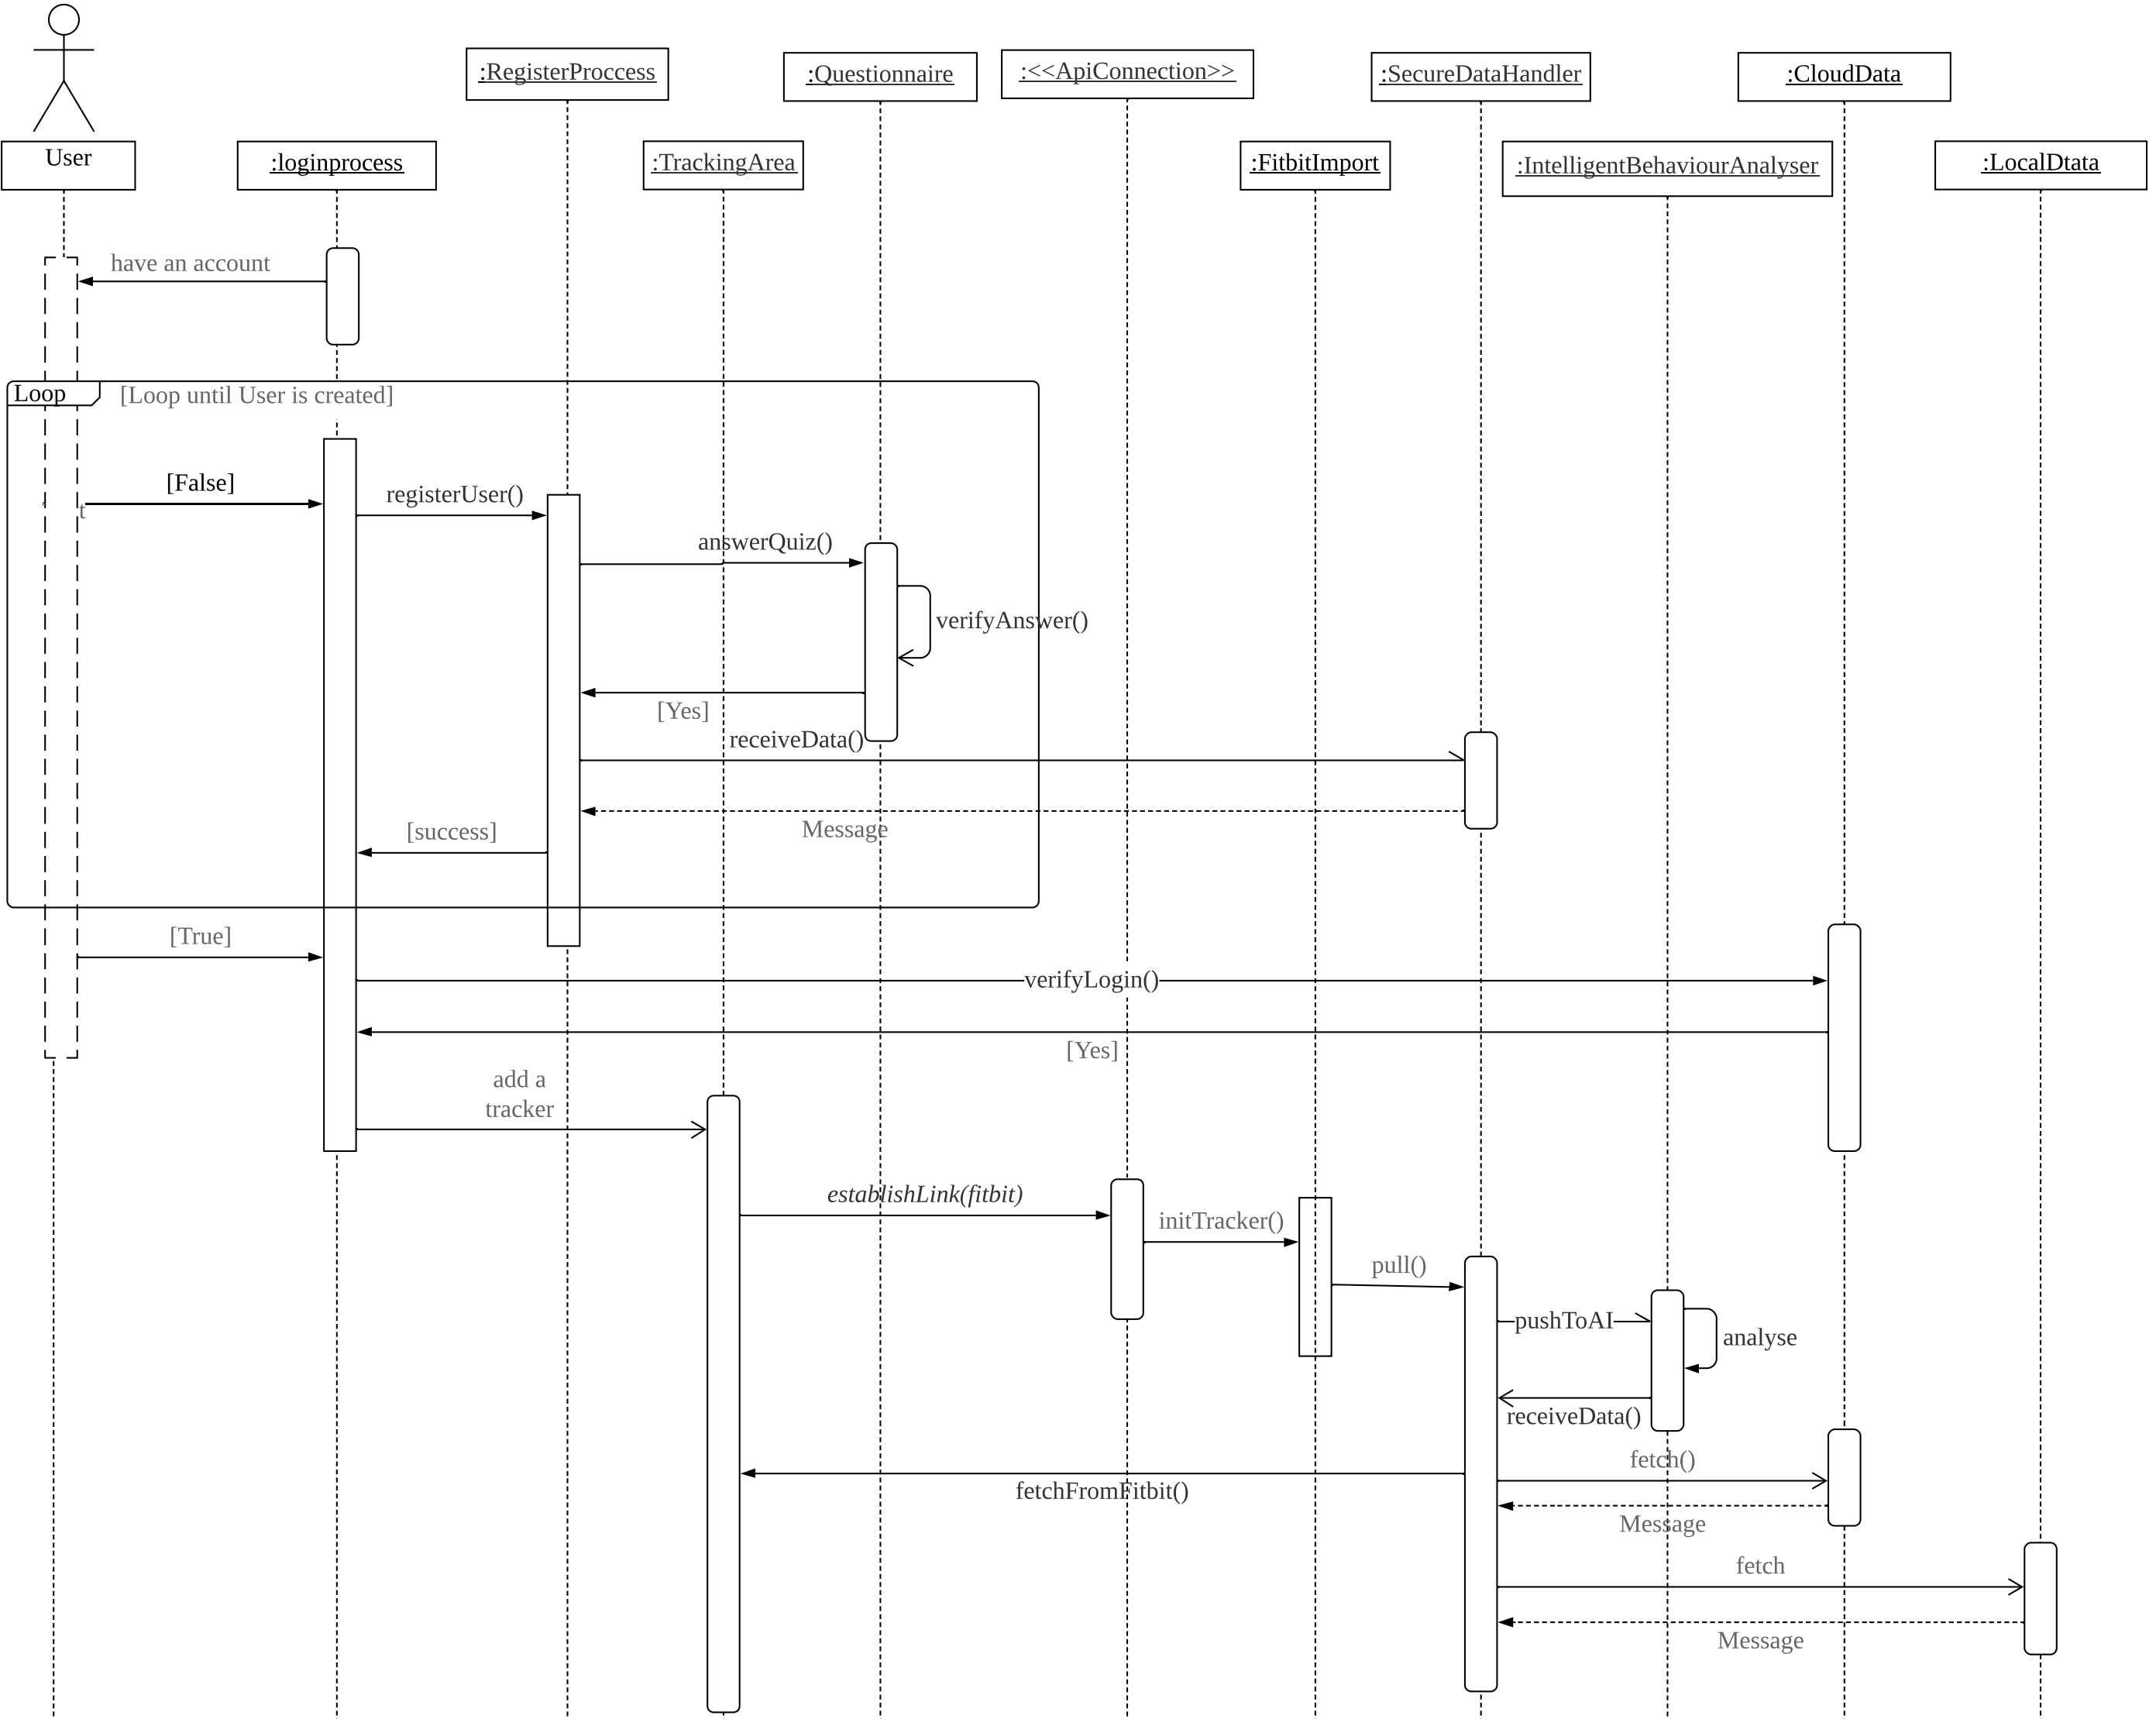 :RegisterProccess
:Questionnaire
:<<ApiConnection>>
:SecureDataHandler
:CloudData
User
:loginprocess
:TrackingArea
:FitbitImport
:IntelligentBehaviourAnalyser
:LocalDtata
have an account
Loop
[Loop until User is created]
[False]
t
registerUser()
answerQuiz()
verifyAnswer()
[Yes]
receiveData()
Message
[success]
[True]
verifyLogin()
[Yes]
add a
tracker
establishLink(fitbit)
initTracker()
pull()
pushToAI
analyse
receiveData()
fetch()
fetchFromFitbit()
Message
fetch
Message